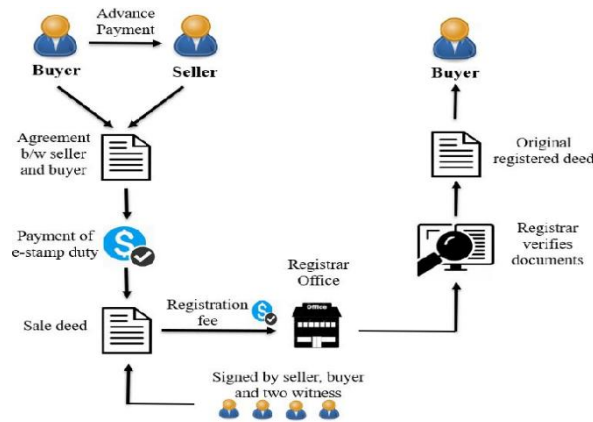 Advance
Payment
Buyer
Seller
Agreement
b/w seller
and buyer
Payment of
e-stamp duty
Sale deed
Registration
fee
Registrar
Office
Office
Signed by seller, buyer
and two witness
Buyer
Original
registered deed
Registrar
verifies
documents